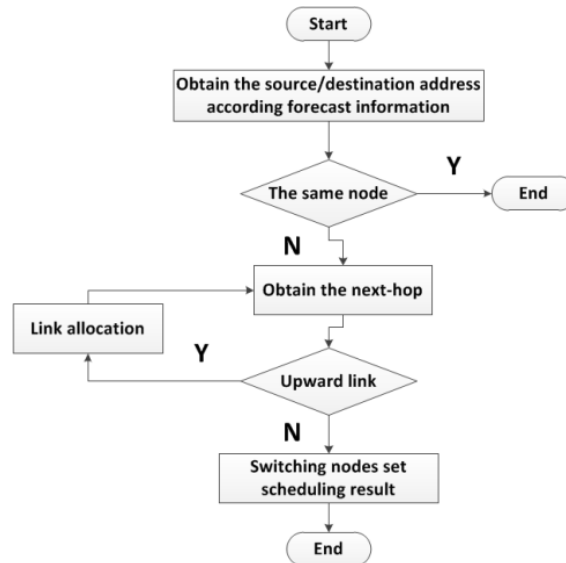 Start
Obtain the source/destination address
according forecast information
The same node
Y
End
N
Obtain the next-hop
Link allocation
Y
Upward link
N
Switching nodes set
scheduling result
End